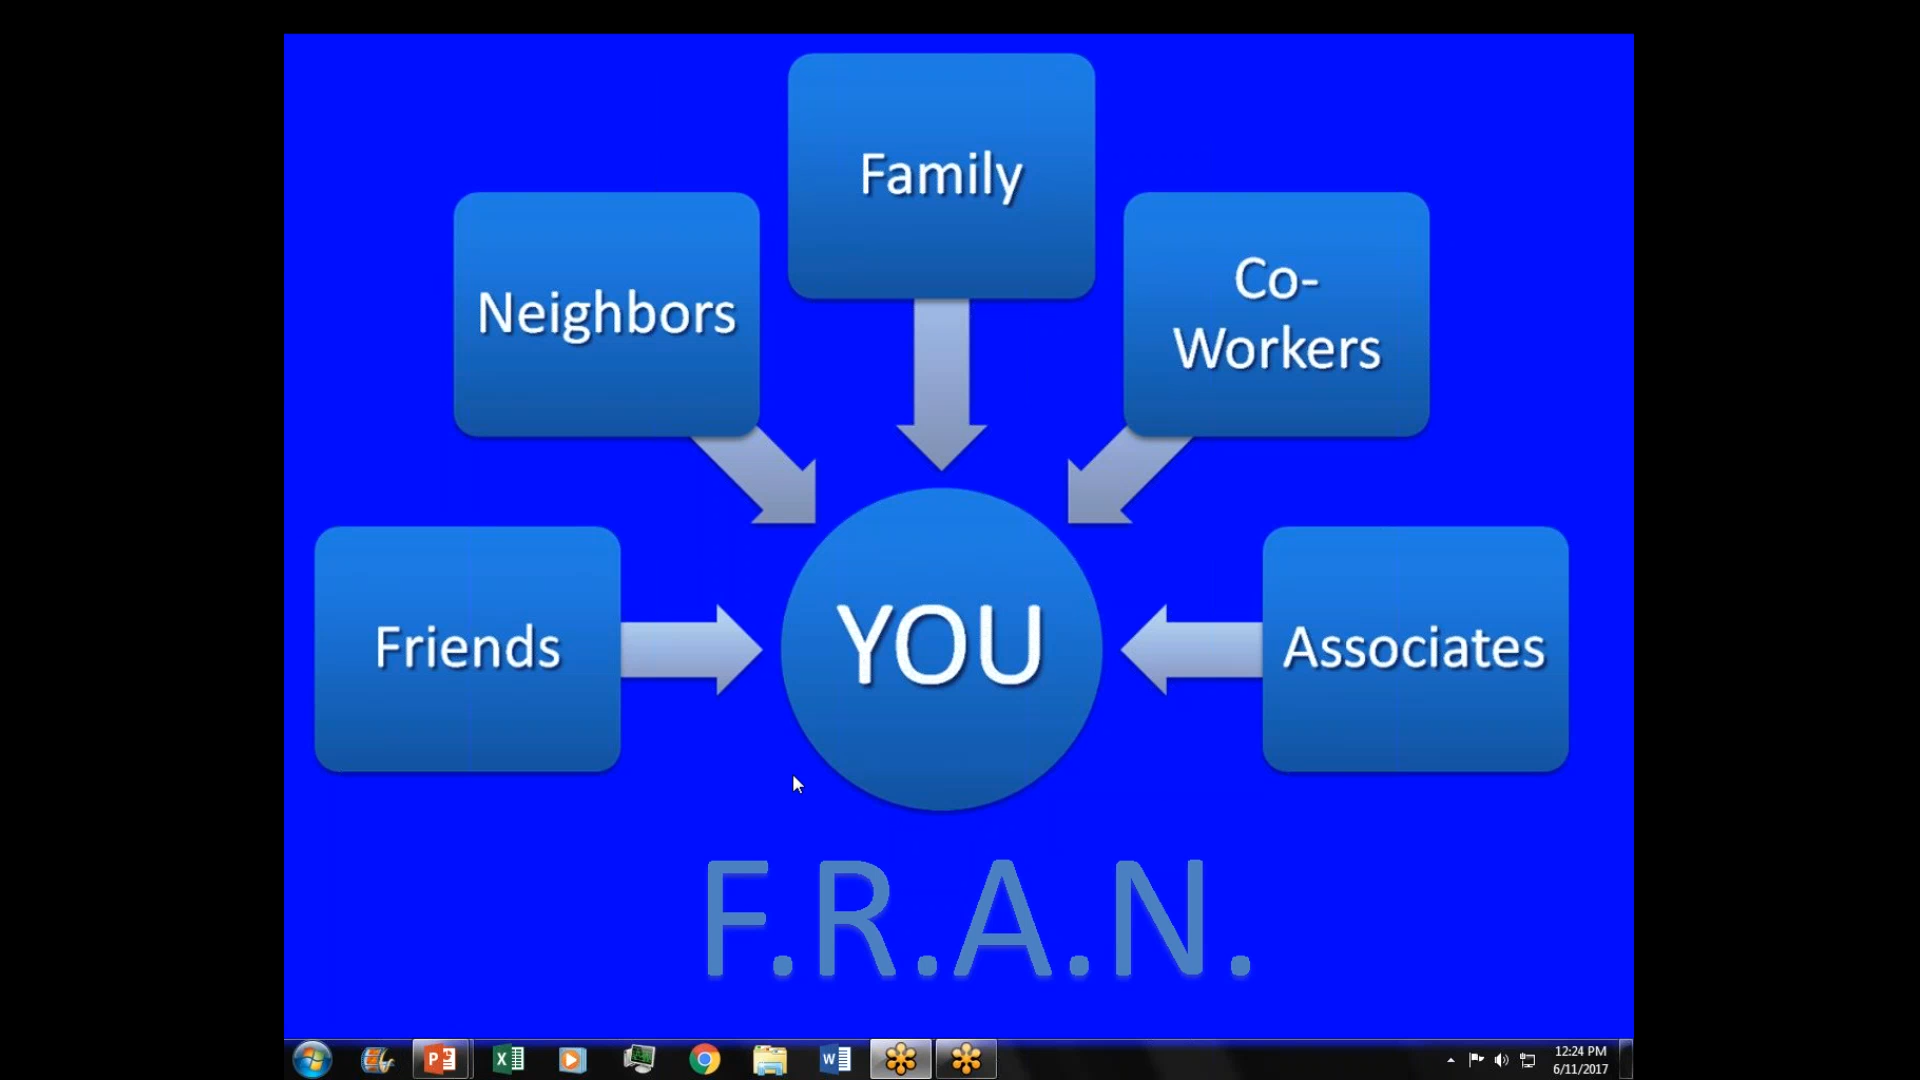 Family
Neighbors
Co-
Workers
Friends
YOU
Associates
F.R.A.N.
12:24 PM
6/11/2017